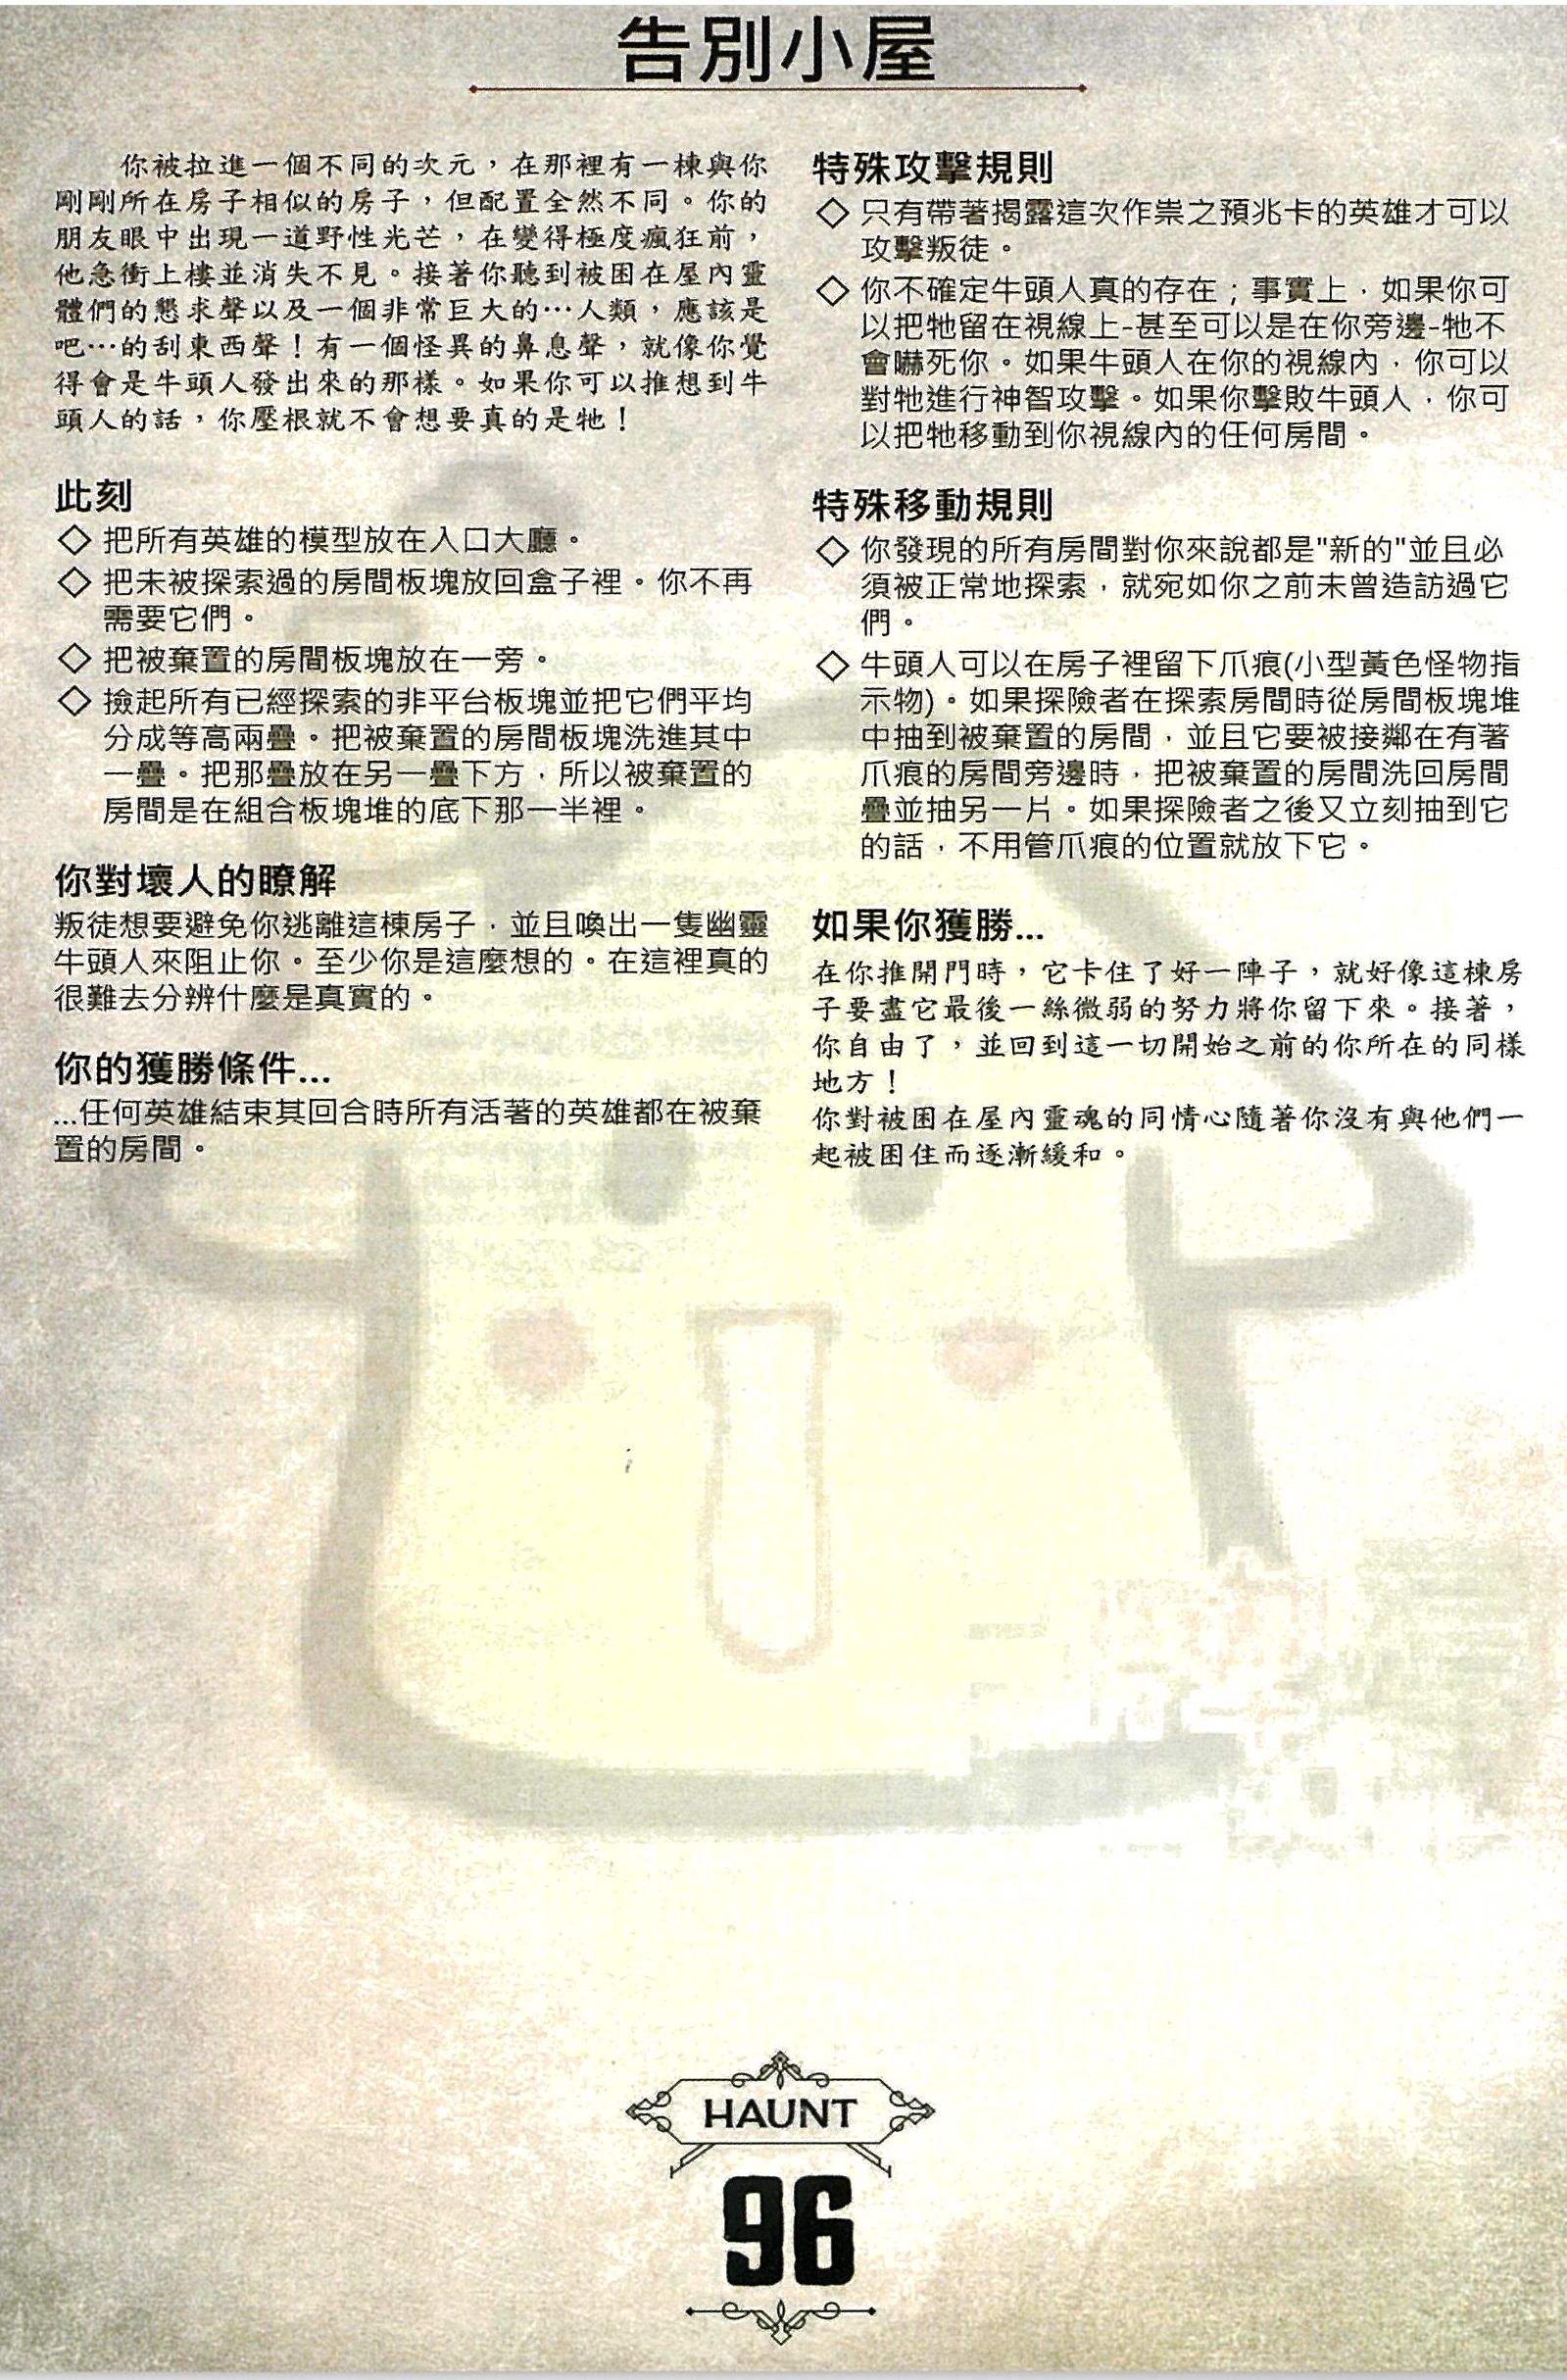 告別小屋
你被拉進一個不同的次元，在那裡有一棟與你
剛剛所在房子相似的房子，但配置全然不同。你的
朋友眼中出現一道野性光芒，在變得極度瘋狂前，
他急衝上樓並消失不見。接著你聽到被困在屋內靈
體們的懇求聲以及一個非常巨大的…人類，應該是
吧…的刮東西聲！有一個怪異的鼻息聲，就像你覺
得會是牛頭人發出來的那樣。如果你可以推想到牛
頭人的話，你壓根就不會想要真的是牠！
此刻
◇ 把所有英雄的模型放在入口大廳。
◇ 把未被探索過的房間板塊放回盒子裡。你不再
需要它們。
◇ 把被棄置的房間板塊放在一旁。
◇ 撿起所有已經探索的非平台板塊並把它們平均
分成等高兩疊。把被棄置的房間板塊洗進其中
一疊。把那疊放在另一疊下方，所以被棄置的
房間是在組合板塊堆的底下那一半裡。
你對壞人的瞭解
叛徒想要避免你逃離這棟房子，並且喚出一隻幽靈
牛頭人來阻止你。至少你是這麼想的。在這裡真的
很難去分辨什麼是真實的。
你的獲勝條件...
...任何英雄結束其回合時所有活著的英雄都在被棄
置的房間。
特殊攻擊規則
◇ 只有帶著揭露這次作祟之預兆卡的英雄才可以
攻擊叛徒。
◇ 你不確定牛頭人真的存在；事實上，如果你可
以把牠留在視線上-甚至可以是在你旁邊-牠不
會嚇死你。如果牛頭人在你的視線內，你可以
對牠進行神智攻擊。如果你擊敗牛頭人，你可
以把牠移動到你視線內的任何房間。
特殊移動規則
◇ 你發現的所有房間對你來說都是"新的"並且必
須被正常地探索，就宛如你之前未曾造訪過它
們。
◇ 牛頭人可以在房子裡留下爪痕(小型黃色怪物指
示物)。如果探險者在探索房間時從房間板塊堆
中抽到被棄置的房間，並且它要被接鄰在有著
爪痕的房間旁邊時，把被棄置的房間洗回房間
疊並抽另一片。如果探險者之後又立刻抽到它
的話，不用管爪痕的位置就放下它。
如果你獲勝...
在你推開門時，它卡住了好一陣子，就好像這棟房
子要盡它最後一絲微弱的努力將你留下來。接著，
你自由了，並回到這一切開始之前的你所在的同樣
地方！
你對被困在屋內靈魂的同情心隨著你沒有與他們一
起被困住而逐漸緩和。
HAUNT
96